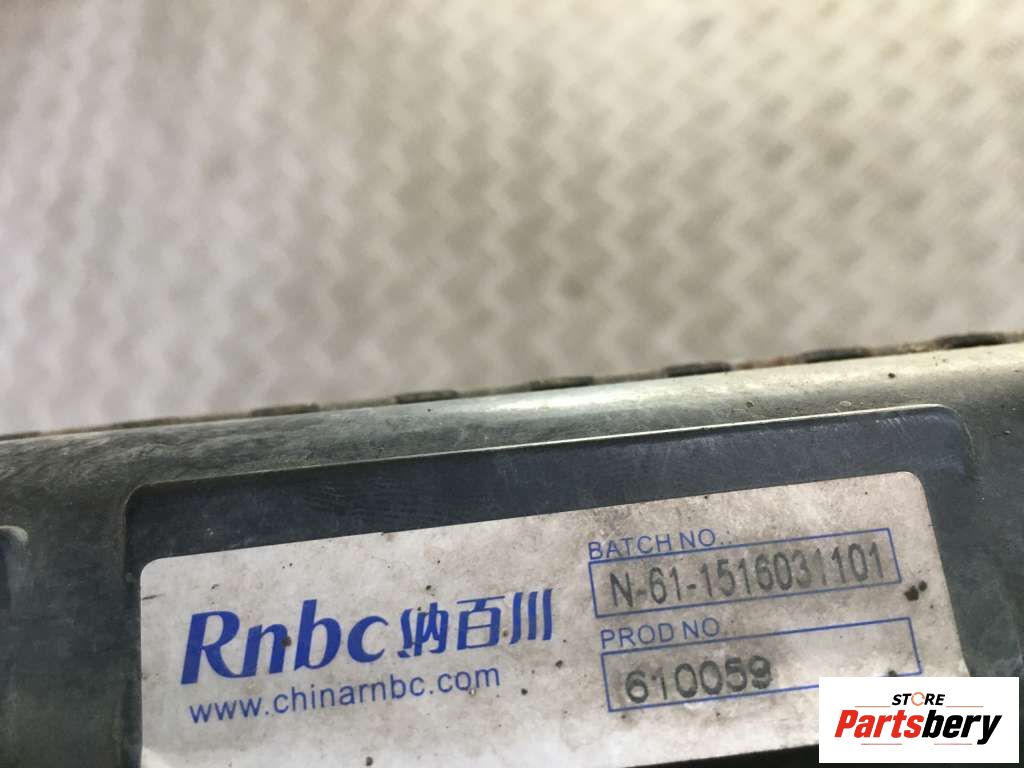 Rnbc 纳百川
www.chinarnbc.com
BATCH NO.:
N-61-1516031101
PROD NO.
610059
STORE
Partsbery